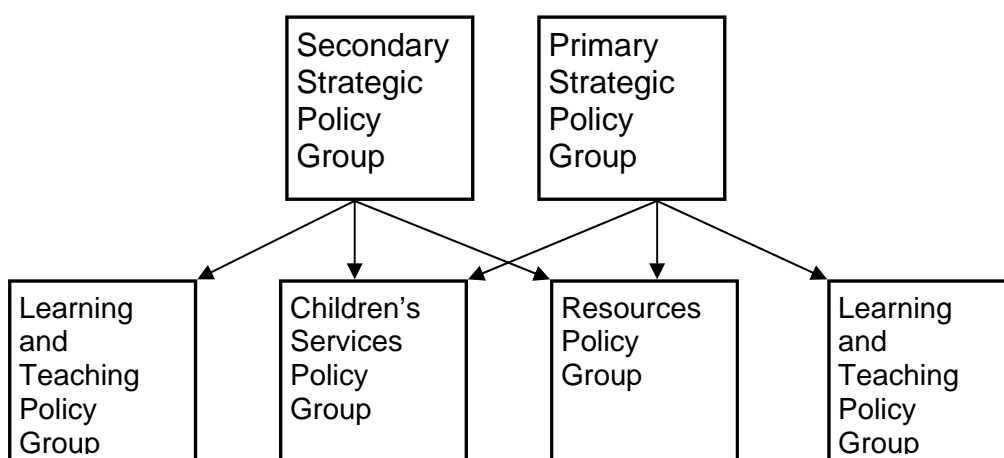 Secondary
Strategic
Policy
Group
Primary
Strategic
Policy
Group
Learning
and
Teaching
Policy
Group
Children’s
Services
Policy
Group
Resources
Policy
Group
Learning
and
Teaching
Policy
Group